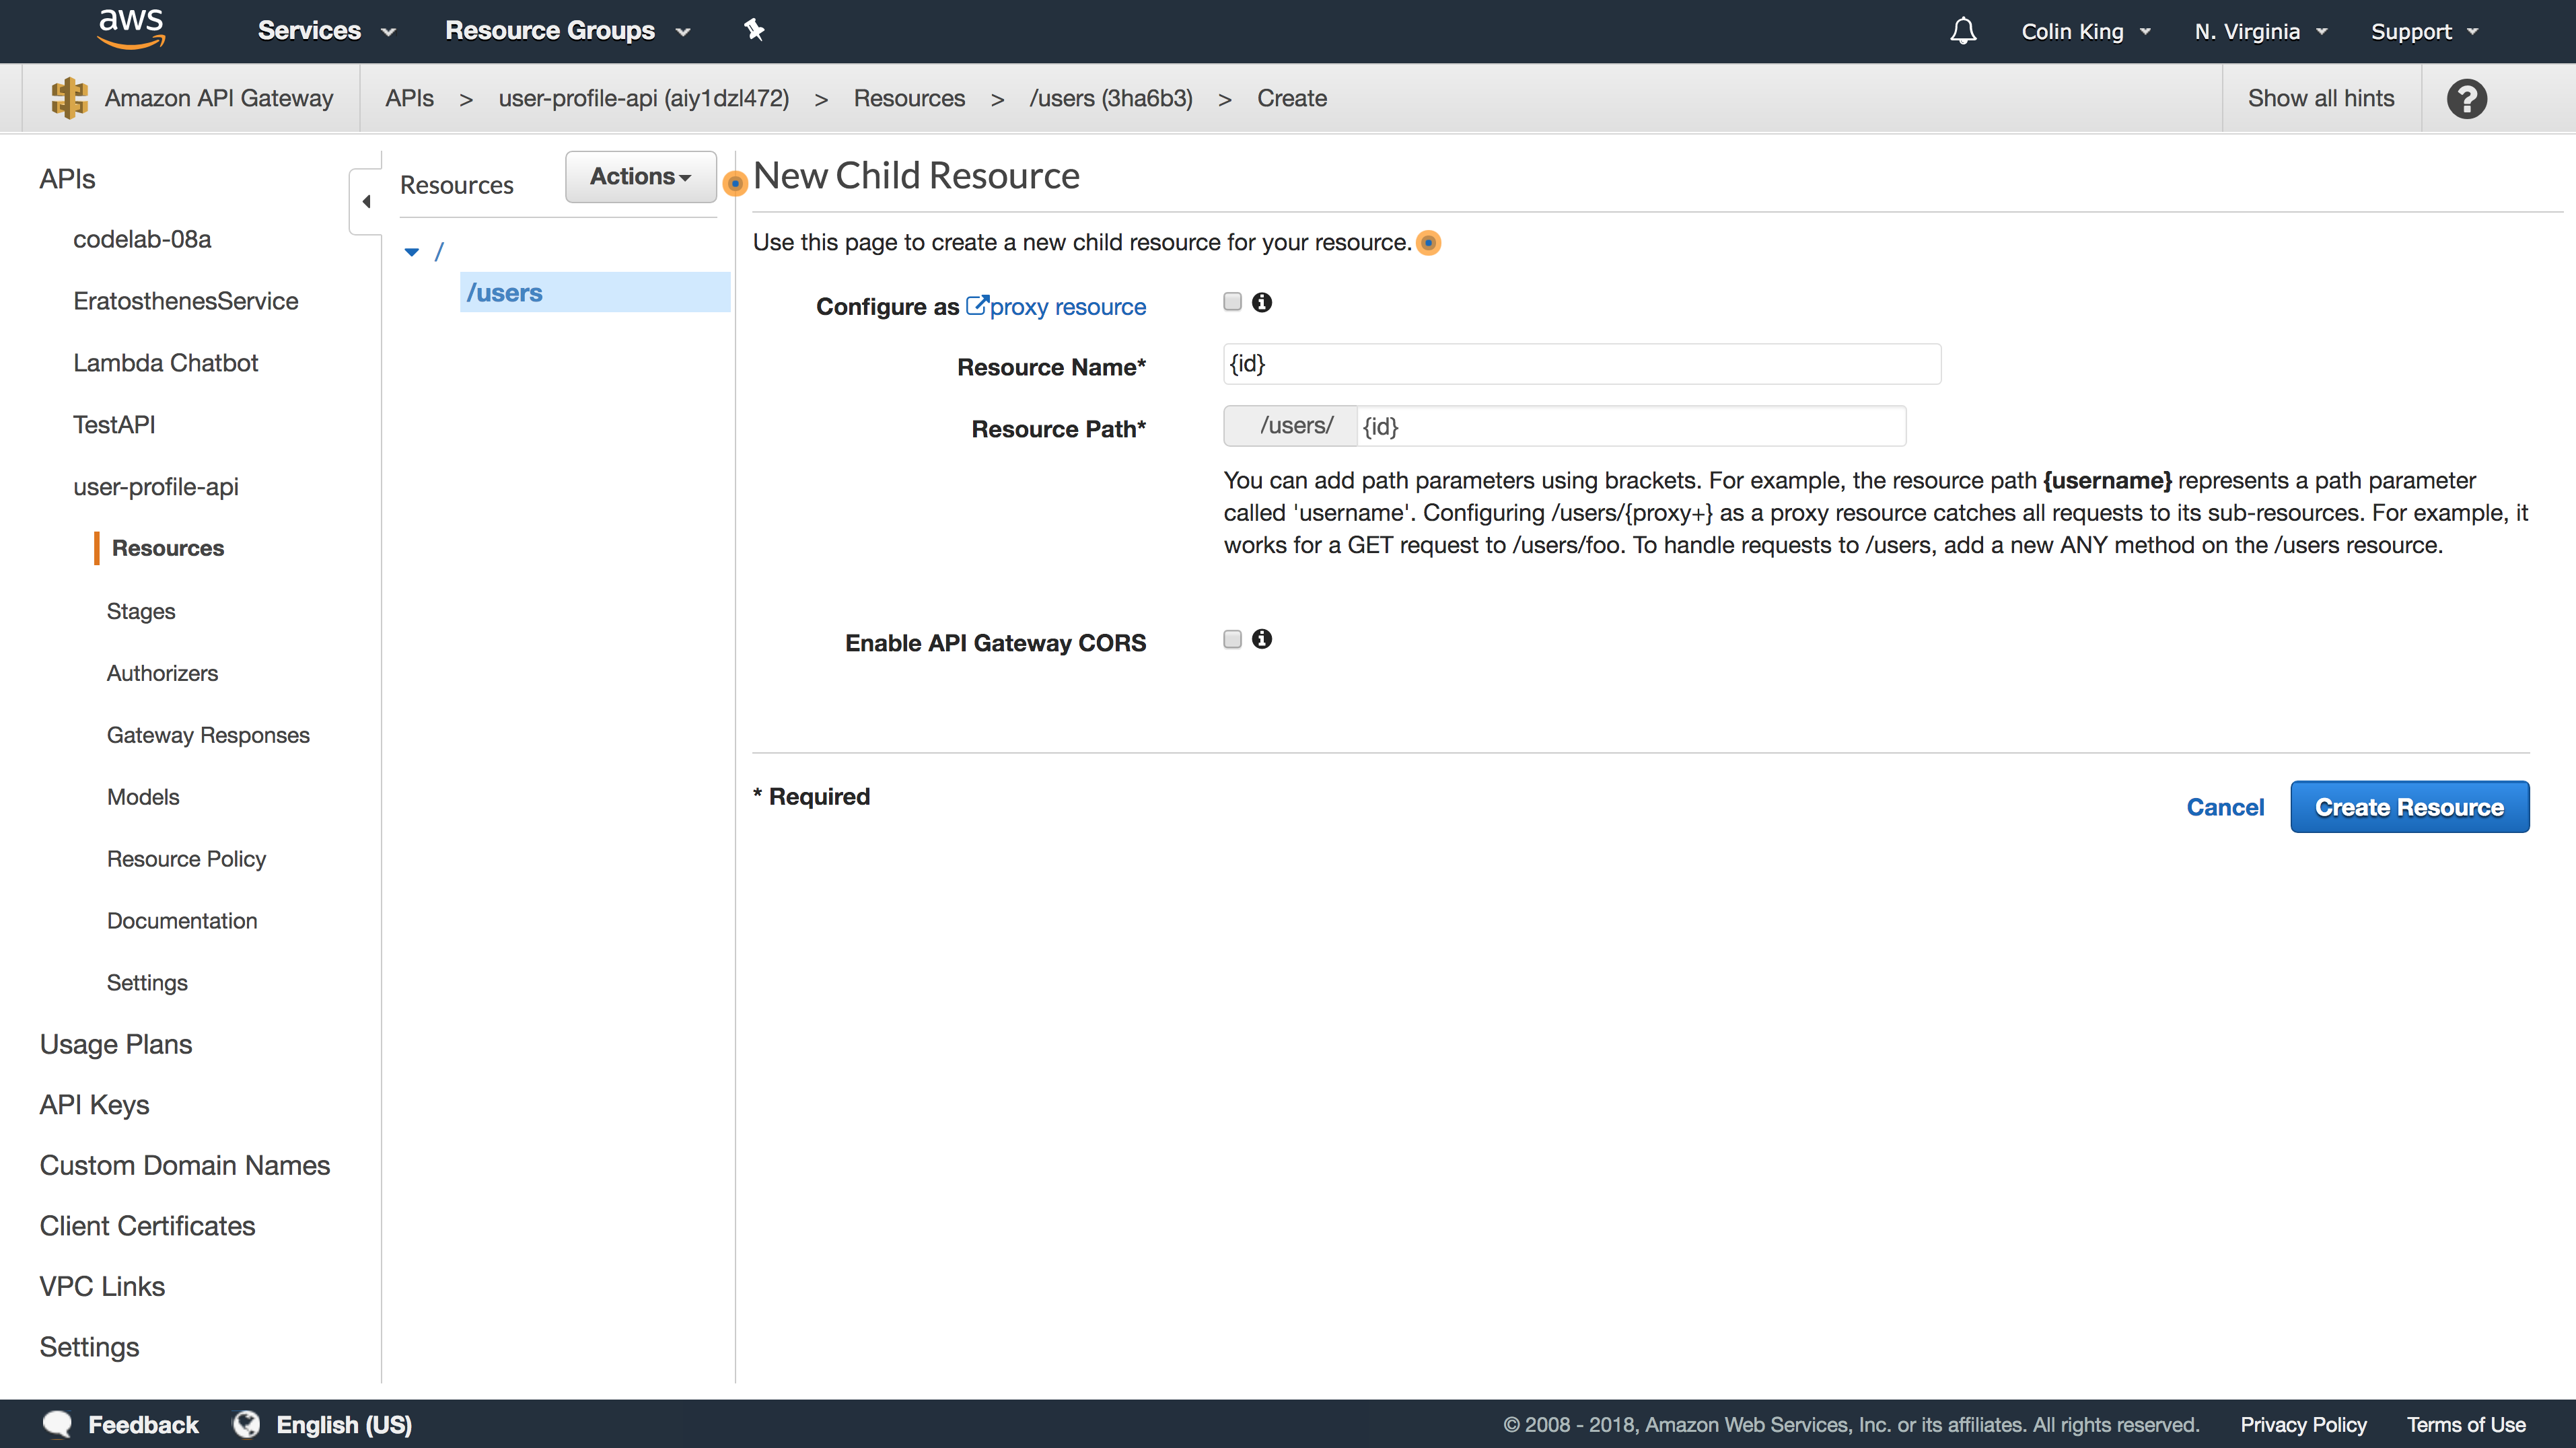 aws
Services
Resource Groups
Colin King
N. Virginia
Support
Amazon API Gateway
APIs > user-profile-api (aiy1dzl472) > Resources > /users (3ha6b3) > Create
Show all hints
?
APIs
codelab-08a
EratosthenesService
Lambda Chatbot
TestAPI
user-profile-api
Resources
Stages
Authorizers
Gateway Responses
Models
Resource Policy
Documentation
Settings
Usage Plans
API Keys
Custom Domain Names
Client Certificates
VPC Links
Settings
Resources
Actions
/
/users
New Child Resource
Use this page to create a new child resource for your resource.
Configure as proxy resource
Resource Name*
{id}
Resource Path*
/users/
{id}
You can add path parameters using brackets. For example, the resource path {username} represents a path parameter
called 'username'. Configuring /users/{proxy+} as a proxy resource catches all requests to its sub-resources. For example, it
works for a GET request to /users/foo. To handle requests to /users, add a new ANY method on the /users resource.
Enable API Gateway CORS
* Required
Cancel
Create Resource
Feedback
English (US)
© 2008 - 2018, Amazon Web Services, Inc. or its affiliates. All rights reserved.
Privacy Policy
Terms of Use